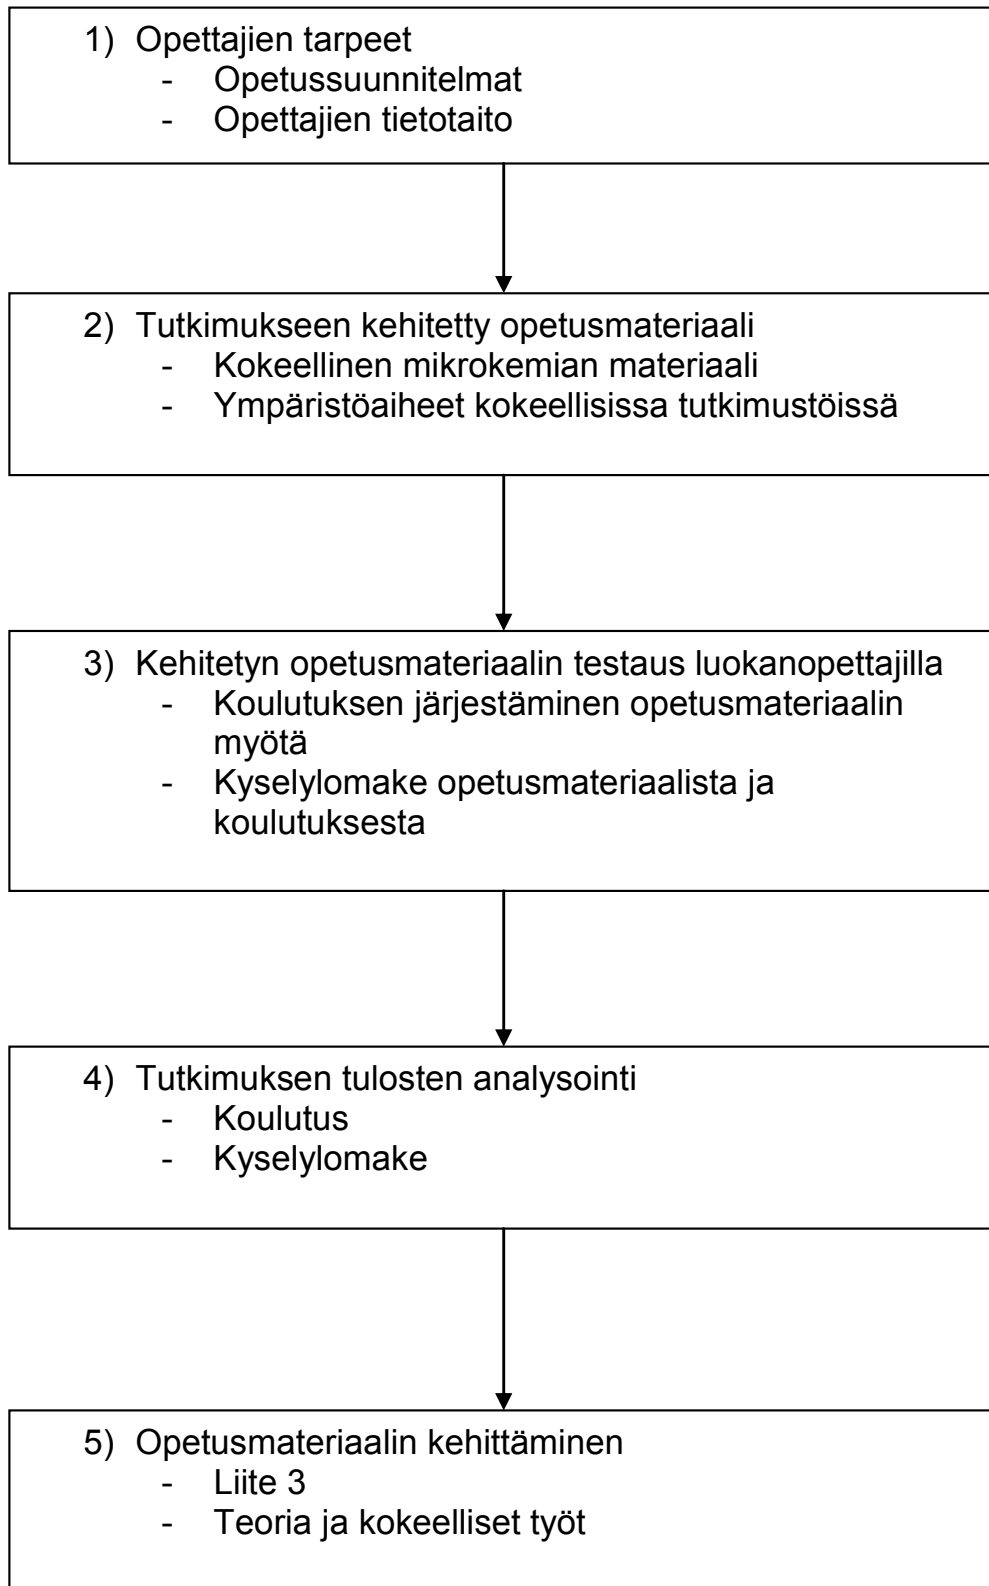 1) Opettajien tarpeet
- Opetussuunnitelmat
- Opettajien tietotaito
2) Tutkimukseen kehitetty opetusmateriaali
- Kokeellinen mikrokemian materiaali
- Ympäristöaiheet kokeellisissa tutkimustöissä
3) Kehitetyn opetusmateriaalin testaus luokanopettajilla
- Koulutuksen järjestäminen opetusmateriaalin
myötä
- Kyselylomake opetusmateriaalista ja
koulutuksesta
4) Tutkimuksen tulosten analysointi
- Koulutus
- Kyselylomake
5) Opetusmateriaalin kehittäminen
- Liite 3
- Teoria ja kokeelliset työt